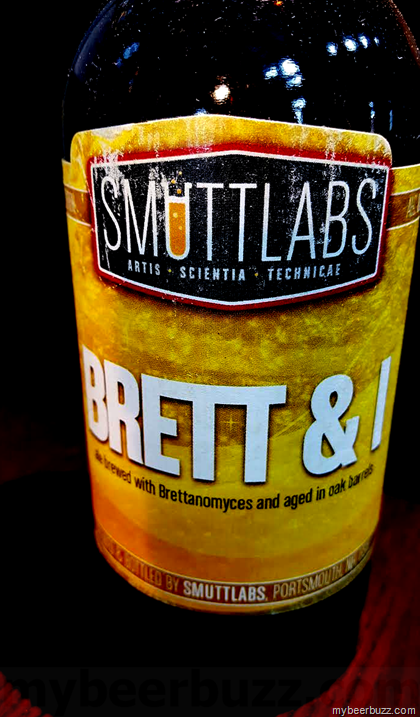 SMUTTLABS
ARTIS • SCIENTIA • TECHNICAE
BRETT & I
Ale brewed with Brettanomyces and aged in oak barrels
& BOTTLED BY SMUTTLABS, PORTSMOUTH,
mybeerbuzz.com
mybeerbuzz.com